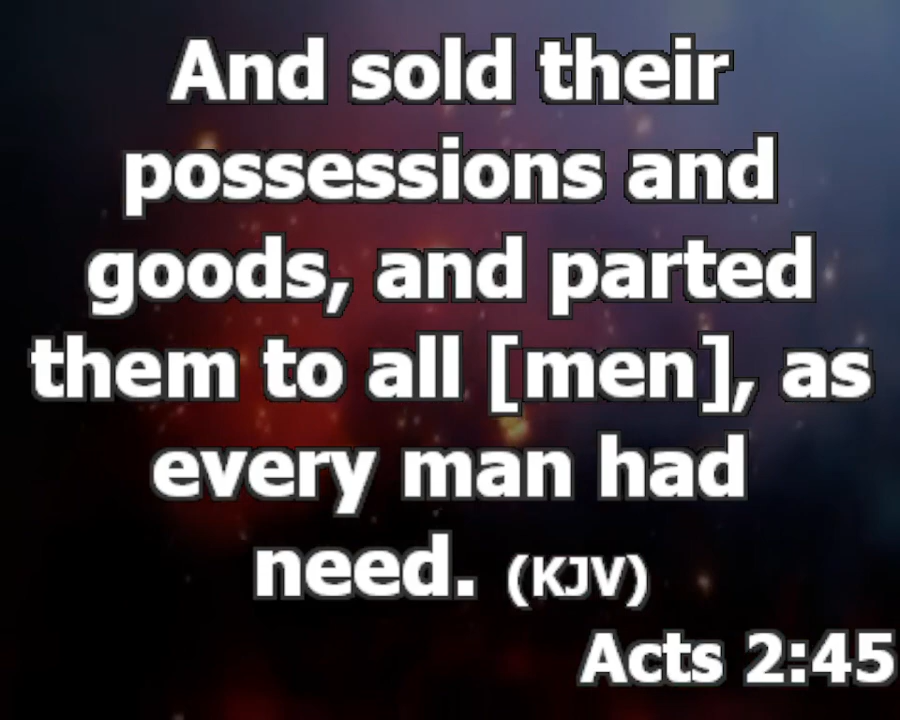 And sold their
possessions and
goods, and parted
them to all [men], as
every man had
need. (KJV)
Acts 2:45